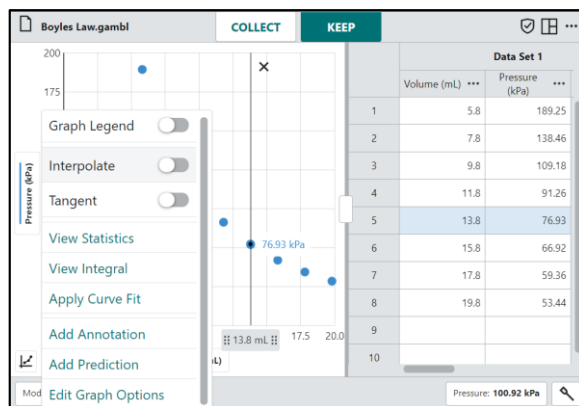 Boyles Law.gambl
COLLECT
KEEP
200
175
Pressure (kPa)
Graph Legend
Interpolate
Tangent
View Statistics
View Integral
Apply Curve Fit
Add Annotation
Add Prediction
Edit Graph Options
76.93 kPa
13.8 mL
17.5
20.0
L)
Data Set 1
Volume (mL) Pressure (kPa)
1 5.8 189.25
2 7.8 138.46
3 9.8 109.18
4 11.8 91.26
5 13.8 76.93
6 15.8 66.92
7 17.8 59.36
8 19.8 53.44
9
10
Mod
Pressure: 100.92 kPa